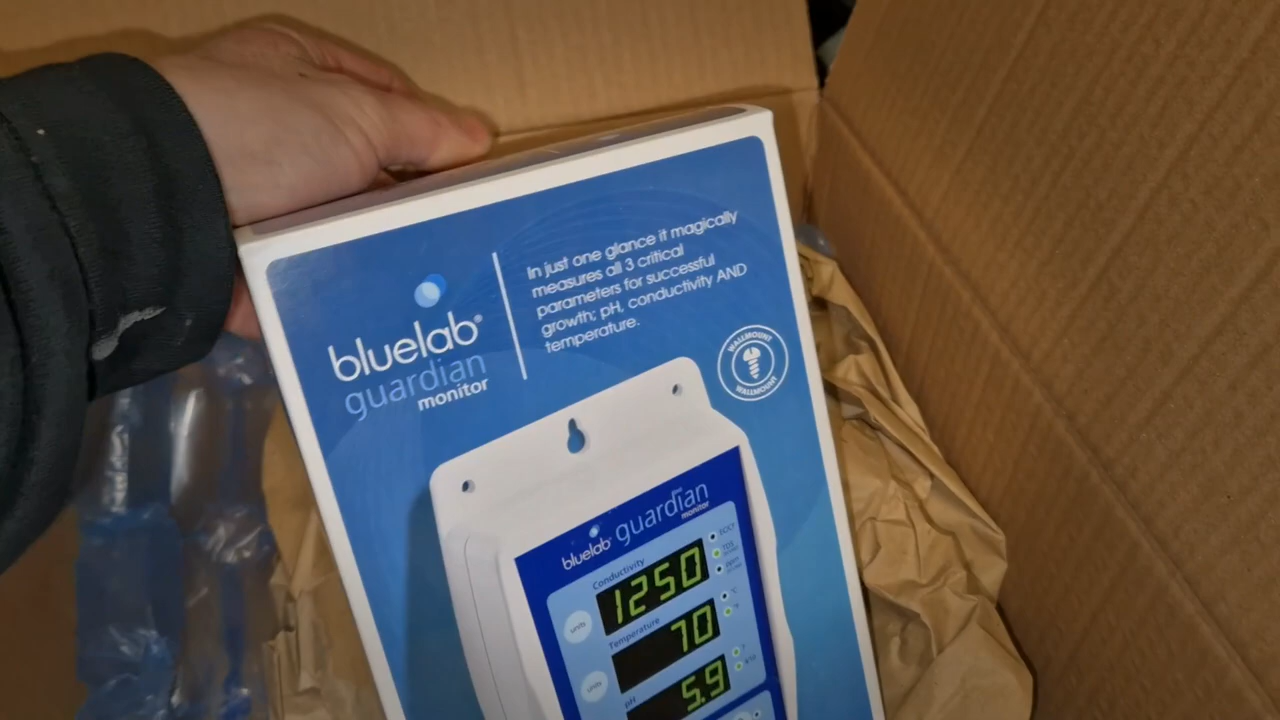 In just one glance it magically
measures all 3 critical
parameters for successful
growth; pH, conductivity AND
temperature.
bluelab®
guardian
monitor
WALLMOUNT
WALLMOUNT
bluelab guardian
monitor
Conductivity
1250
units
Temperature
70
°C
°F
units
pH
5.9